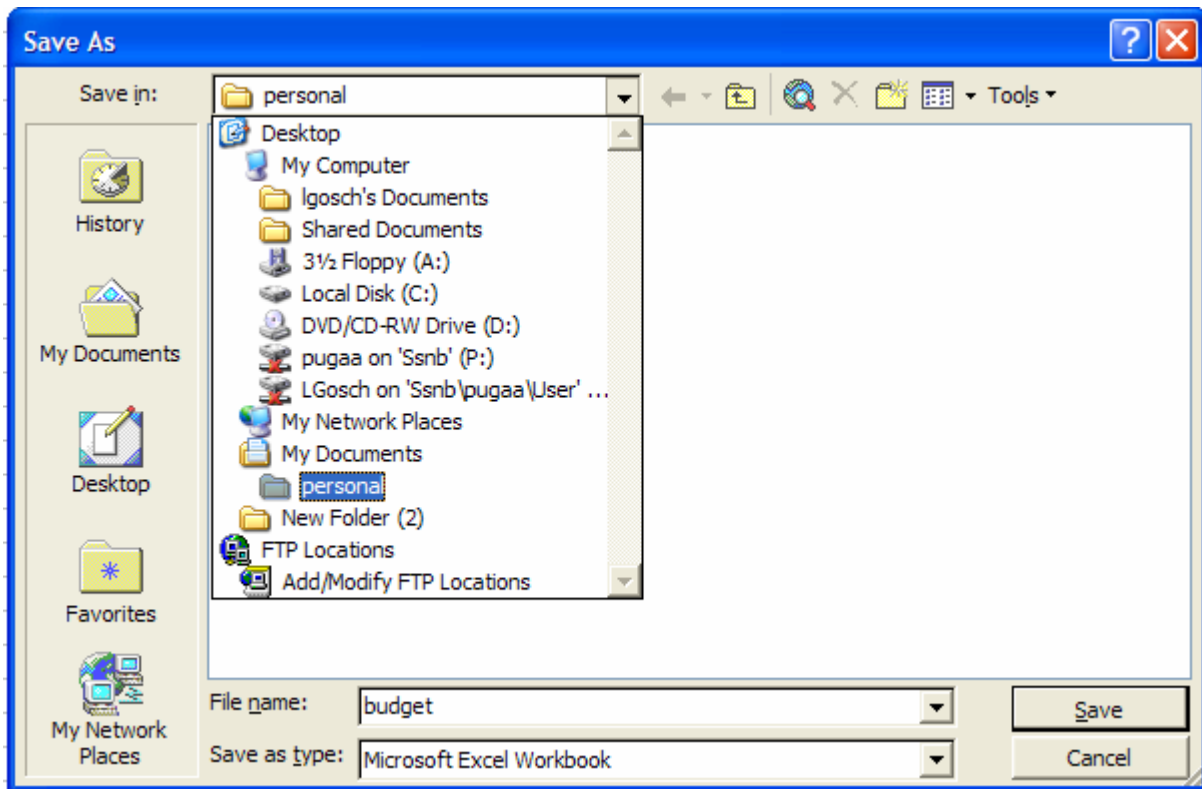 Save As
Save in:
personal
Tools
Desktop
My Computer
lgosch's Documents
Shared Documents
3½ Floppy (A:)
Local Disk (C:)
DVD/CD-RW Drive (D:)
pugaa on 'Ssnb' (P:)
LGosch on 'Ssnb\pugaa\User' ...
My Network Places
My Documents
personal
New Folder (2)
FTP Locations
Add/Modify FTP Locations
History
My Documents
Desktop
Favorites
My Network
Places
File name:
budget
Save
Save as type:
Microsoft Excel Workbook
Cancel